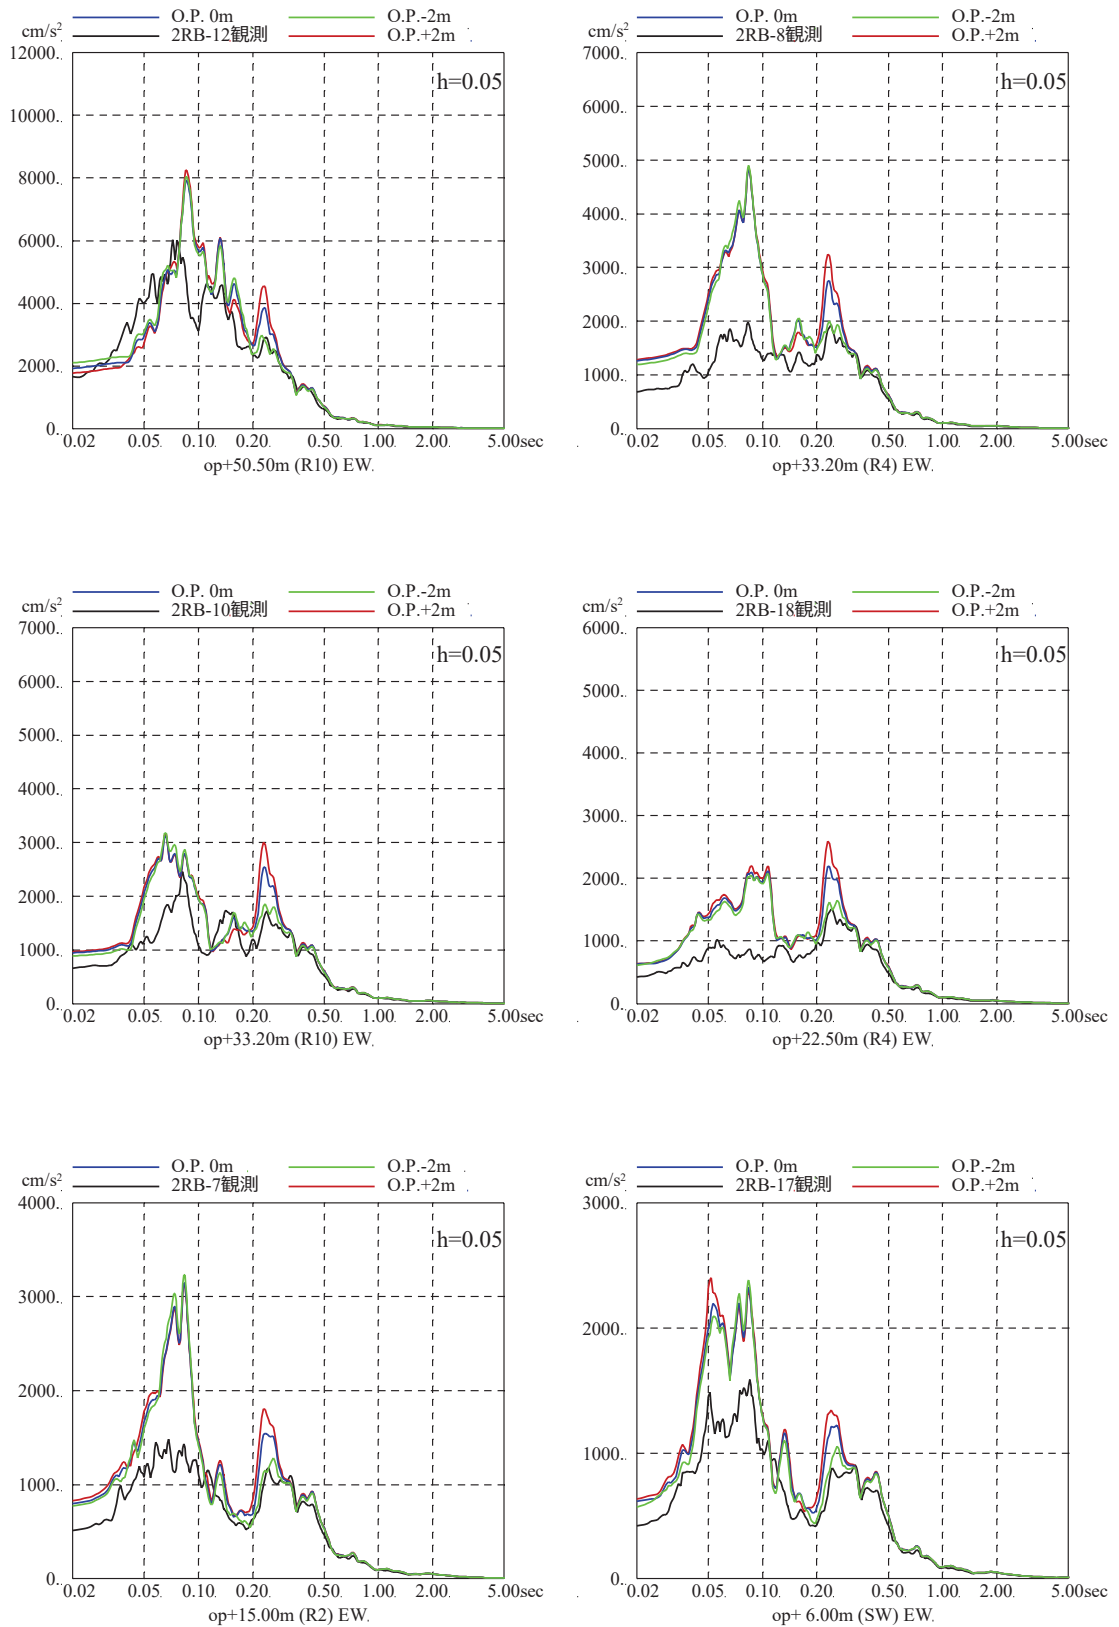 O.P. 0m
O.P.-2m
cm/s²
2RB-12観測
O.P.+2m
12000.
h=0.05
10000.
8000.
6000.
4000.
2000.
0.
0.02 0.05 0.10 0.20 0.50 1.00 2.00 5.00sec
op+50.50m (R10) EW
O.P. 0m
O.P.-2m
cm/s²
2RB-8観測
O.P.+2m
7000.
h=0.05
6000.
5000.
4000.
3000.
2000.
1000.
0.
0.02 0.05 0.10 0.20 0.50 1.00 2.00 5.00sec
op+33.20m (R4) EW
O.P. 0m
O.P.-2m
cm/s²
2RB-10観測
O.P.+2m
7000.
h=0.05
6000.
5000.
4000.
3000.
2000.
1000.
0.
0.02 0.05 0.10 0.20 0.50 1.00 2.00 5.00sec
op+33.20m (R10) EW
O.P. 0m
O.P.-2m
cm/s²
2RB-18観測
O.P.+2m
6000.
h=0.05
5000.
4000.
3000.
2000.
1000.
0.
0.02 0.05 0.10 0.20 0.50 1.00 2.00 5.00sec
op+22.50m (R4) EW
O.P. 0m
O.P.-2m
cm/s²
2RB-7観測
O.P.+2m
4000.
h=0.05
3000.
2000.
1000.
0.
0.02 0.05 0.10 0.20 0.50 1.00 2.00 5.00sec
op+15.00m (R2) EW
O.P. 0m
O.P.-2m
cm/s²
2RB-17観測
O.P.+2m
3000.
h=0.05
2000.
1000.
0.
0.02 0.05 0.10 0.20 0.50 1.00 2.00 5.00sec
op+ 6.00m (SW) EW